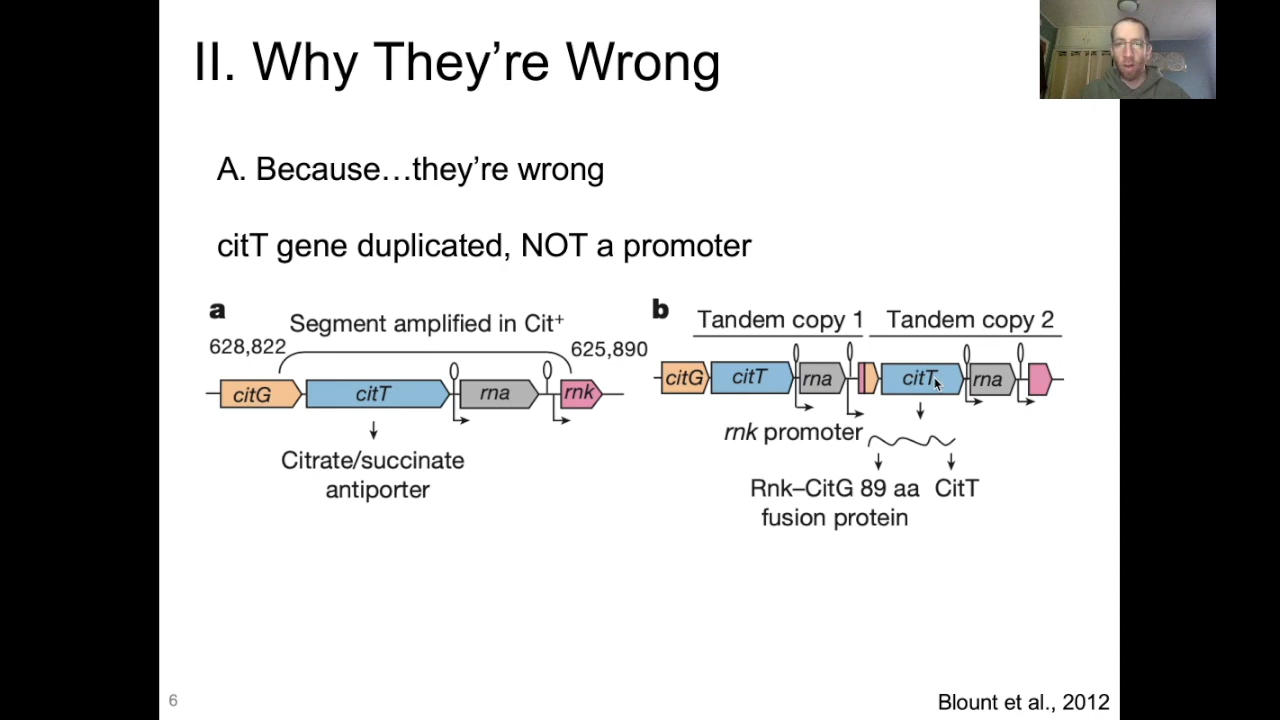 II. Why They're Wrong
A. Because…they're wrong
citT gene duplicated, NOT a promoter
a
Segment amplified in Cit⁺
628,822
625,890
citG
citT
rna
rnk
Citrate/succinate
antiporter
b
Tandem copy 1
Tandem copy 2
citG
citT
rna
citT
rna
rnk promoter
Rnk–CitG 89 aa
fusion protein
CitT
6
Blount et al., 2012